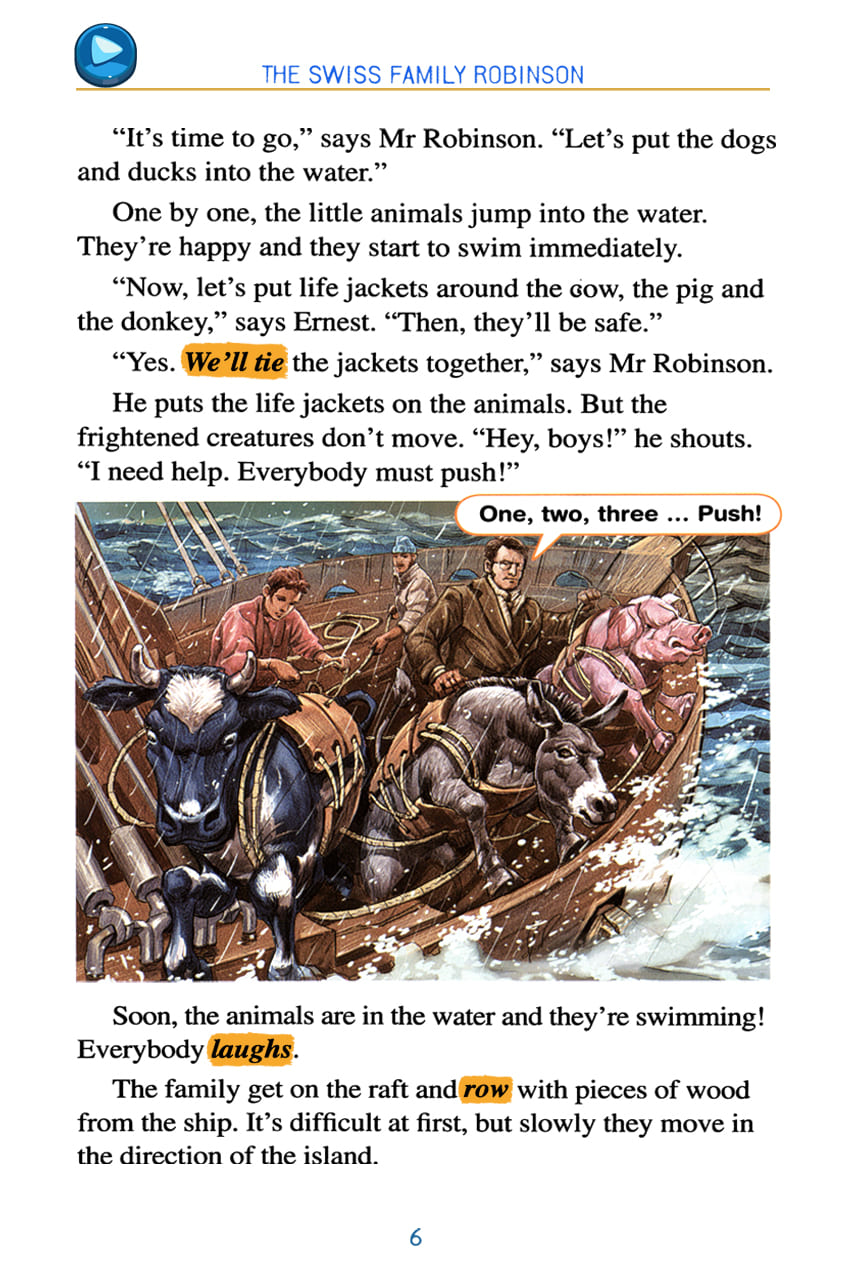 THE SWISS FAMILY ROBINSON
“It’s time to go,” says Mr Robinson. “Let’s put the dogs
and ducks into the water.”
One by one, the little animals jump into the water.
They’re happy and they start to swim immediately.
“Now, let’s put life jackets around the cow, the pig and
the donkey,” says Ernest. “Then, they’ll be safe.”
“Yes. We’ll tie the jackets together,” says Mr Robinson.
He puts the life jackets on the animals. But the
frightened creatures don’t move. “Hey, boys!” he shouts.
“I need help. Everybody must push!”
One, two, three ... Push!
Soon, the animals are in the water and they’re swimming!
Everybody laughs.
The family get on the raft and row with pieces of wood
from the ship. It’s difficult at first, but slowly they move in
the direction of the island.
6